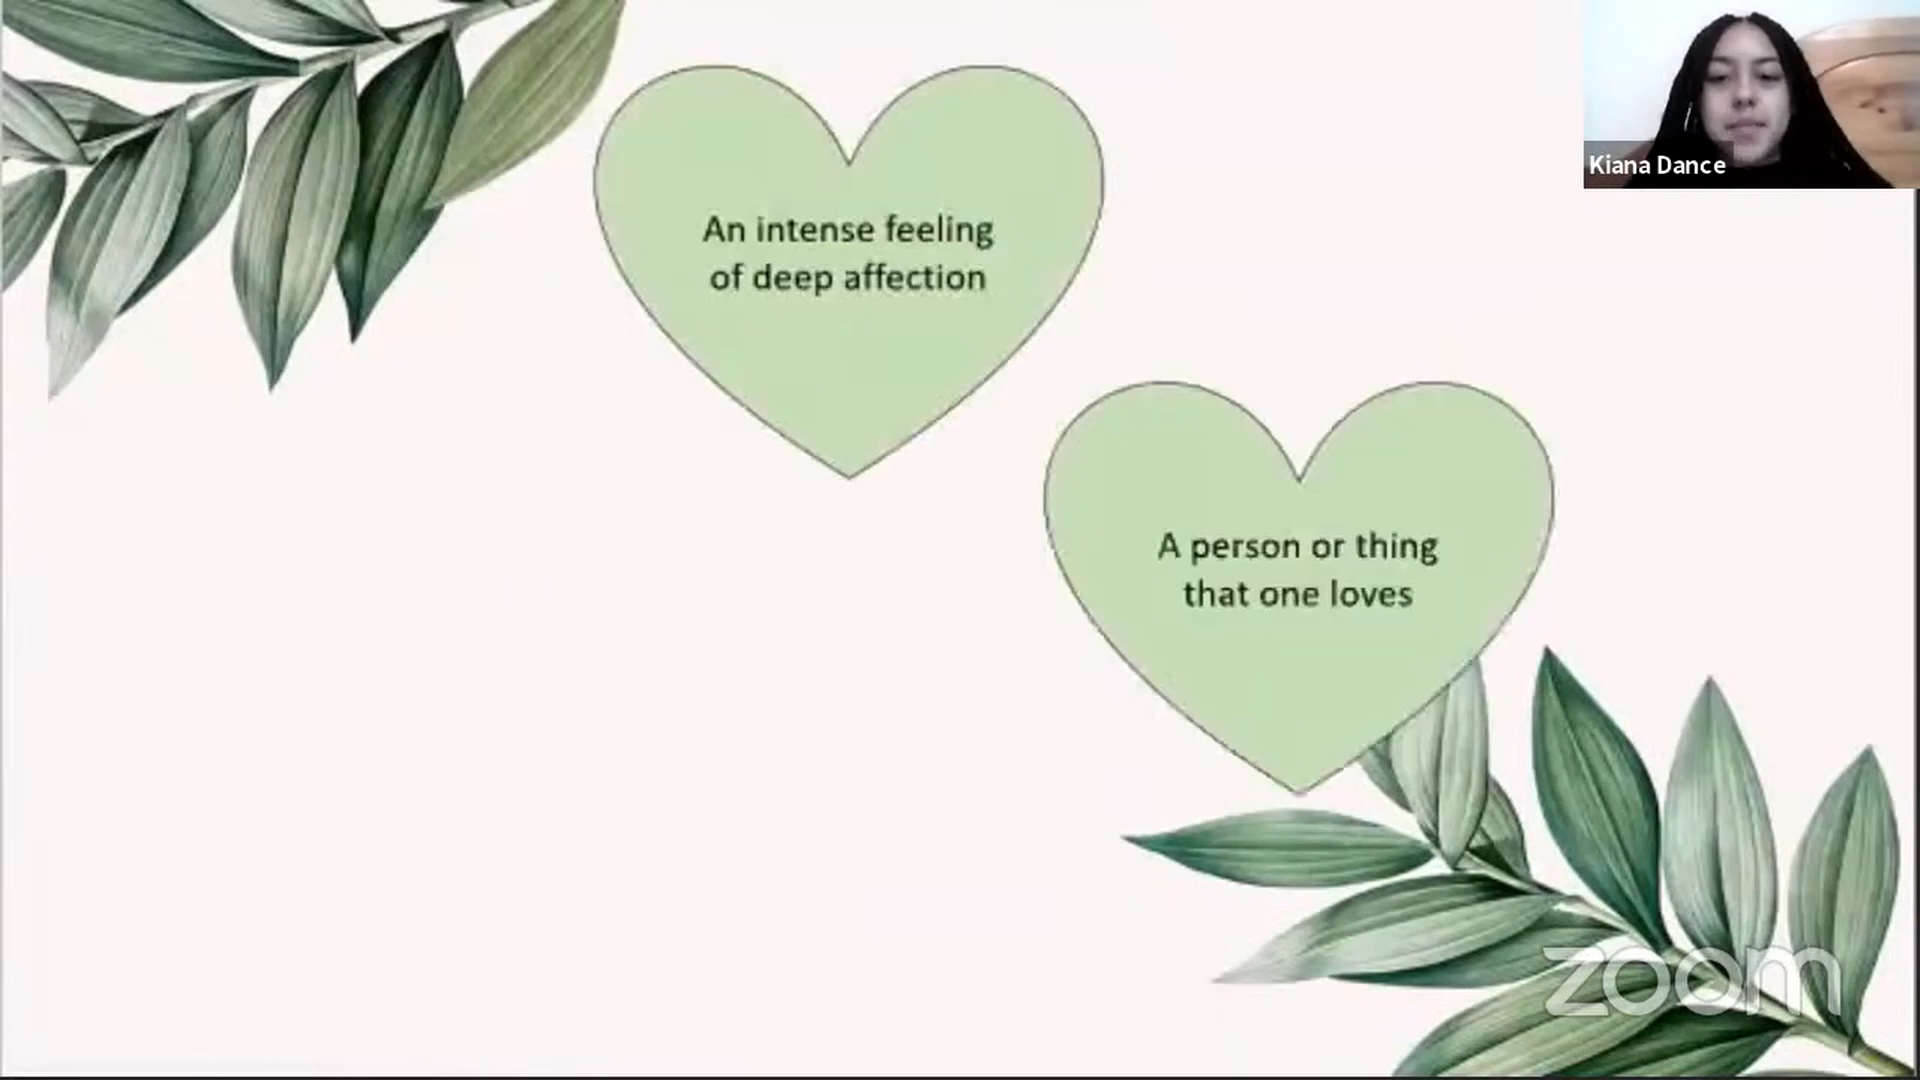 Kiana Dance
An intense feeling
of deep affection
A person or thing
that one loves
zoom